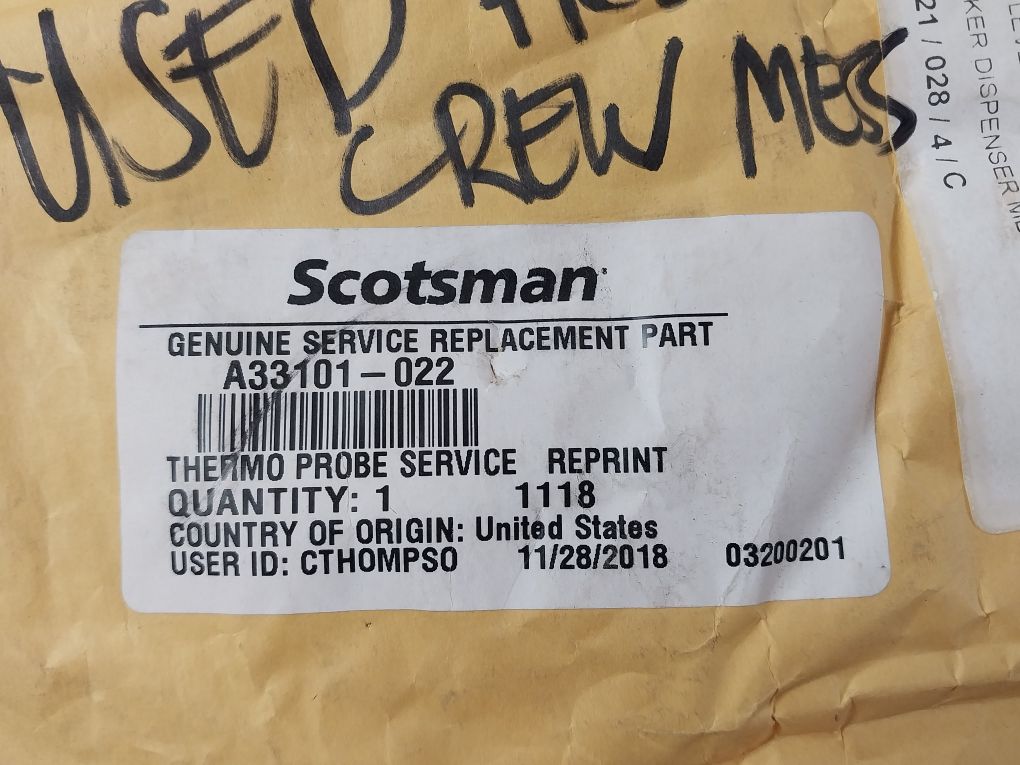 USED
CREW MESS
Scotsman
GENUINE SERVICE REPLACEMENT PART
A33101-022
THERMO PROBE SERVICE REPRINT
QUANTITY: 1 1118
COUNTRY OF ORIGIN: United States
USER ID: CTHOMPSO 11/28/2018 03200201
KER DISPENSER
21 / 028 / 4 / C